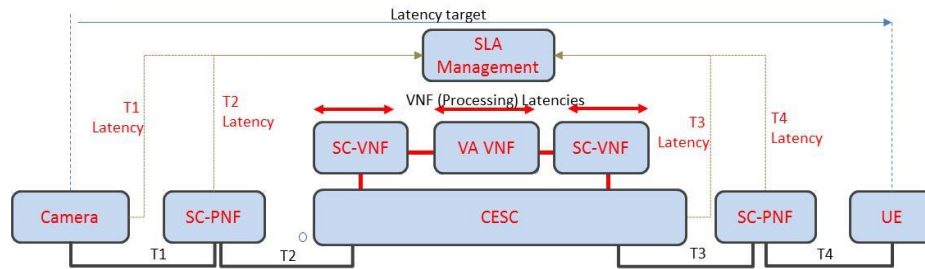 Latency target
SLA
Management
T1
Latency
T2
Latency
VNF (Processing) Latencies
T3
Latency
T4
Latency
SC-VNF
VA VNF
SC-VNF
Camera
SC-PNF
CESC
SC-PNF
UE
T1
T2
T3
T4